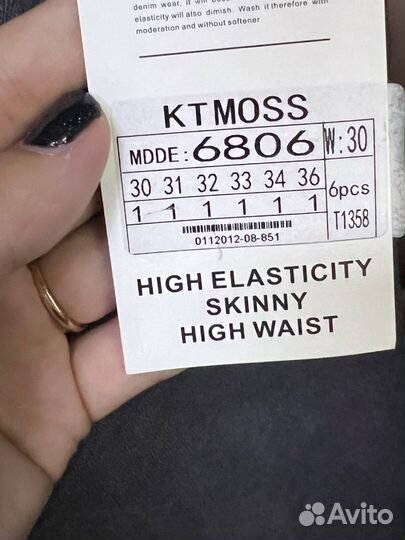 denim wear, it will
elasticity will also dimish. Wash it therefore with
moderation and without softener.
KTMOSS
MDDE: 6806 W:30
30 31 32 33 34 36 6pcs
1 1 1 1 1 1 T1358
0112012-08-851
HIGH ELASTICITY
SKINNY
HIGH WAIST
Avito